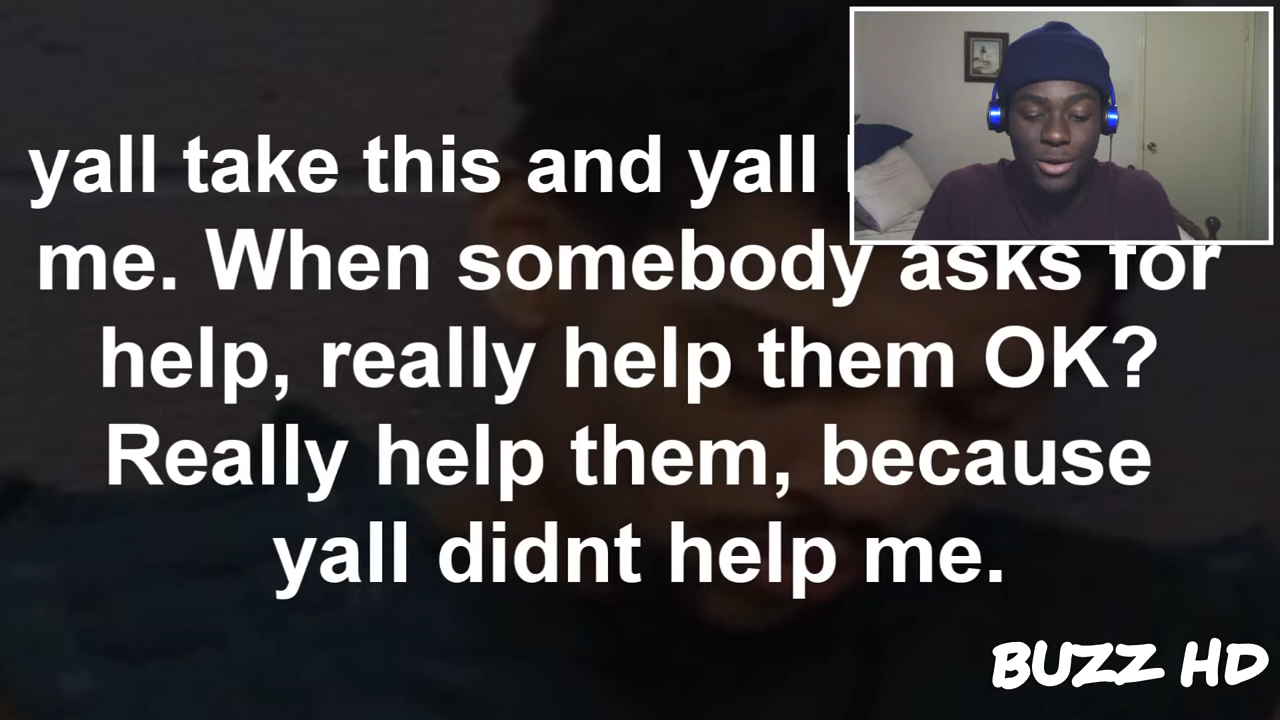 yall take this and yall
me. When somebody asks for
help, really help them OK?
Really help them, because
yall didnt help me.
BUZZ HD